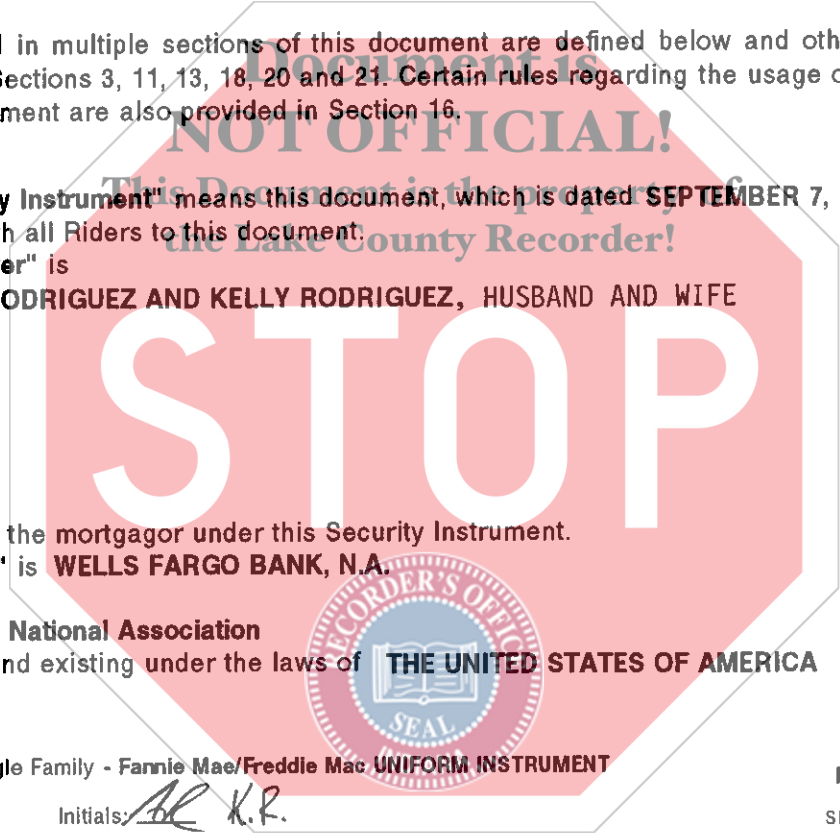 in multiple sections of this document are defined below and oth
Document is
Sections 3, 11, 13, 18, 20 and 21. Certain rules regarding the usage o
ment are also provided in Section 16.
NOT OFFICIAL!
This Document is the property of
y Instrument" means this document, which is dated SEPTEMBER 7,
h all Riders to this document.
the Lake County Recorder!
er" is
ODRIGUEZ AND KELLY RODRIGUEZ, HUSBAND AND WIFE
STOP
the mortgagor under this Security Instrument.
" is WELLS FARGO BANK, N.A.
RECORDER'S OFFICE
National Association
nd existing under the laws of THE UNITED STATES OF AMERICA
SEAL
INDIANA
gle Family - Fannie Mae/Freddie Mac UNIFORM INSTRUMENT
Initials: K.R.